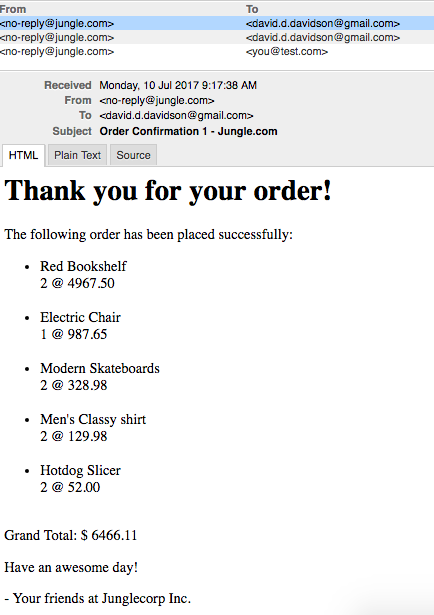 From To
<no-reply@jungle.com> <david.d.davidson@gmail.com>
<no-reply@jungle.com> <david.d.davidson@gmail.com>
<no-reply@jungle.com> <you@test.com>
Received Monday, 10 Jul 2017 9:17:38 AM
From <no-reply@jungle.com>
To <david.d.davidson@gmail.com>
Subject Order Confirmation 1 - Jungle.com
HTML Plain Text Source
Thank you for your order!
The following order has been placed successfully:
• Red Bookshelf
2 @ 4967.50
• Electric Chair
1 @ 987.65
• Modern Skateboards
2 @ 328.98
• Men's Classy shirt
2 @ 129.98
• Hotdog Slicer
2 @ 52.00
Grand Total: $ 6466.11
Have an awesome day!
- Your friends at Junglecorp Inc.